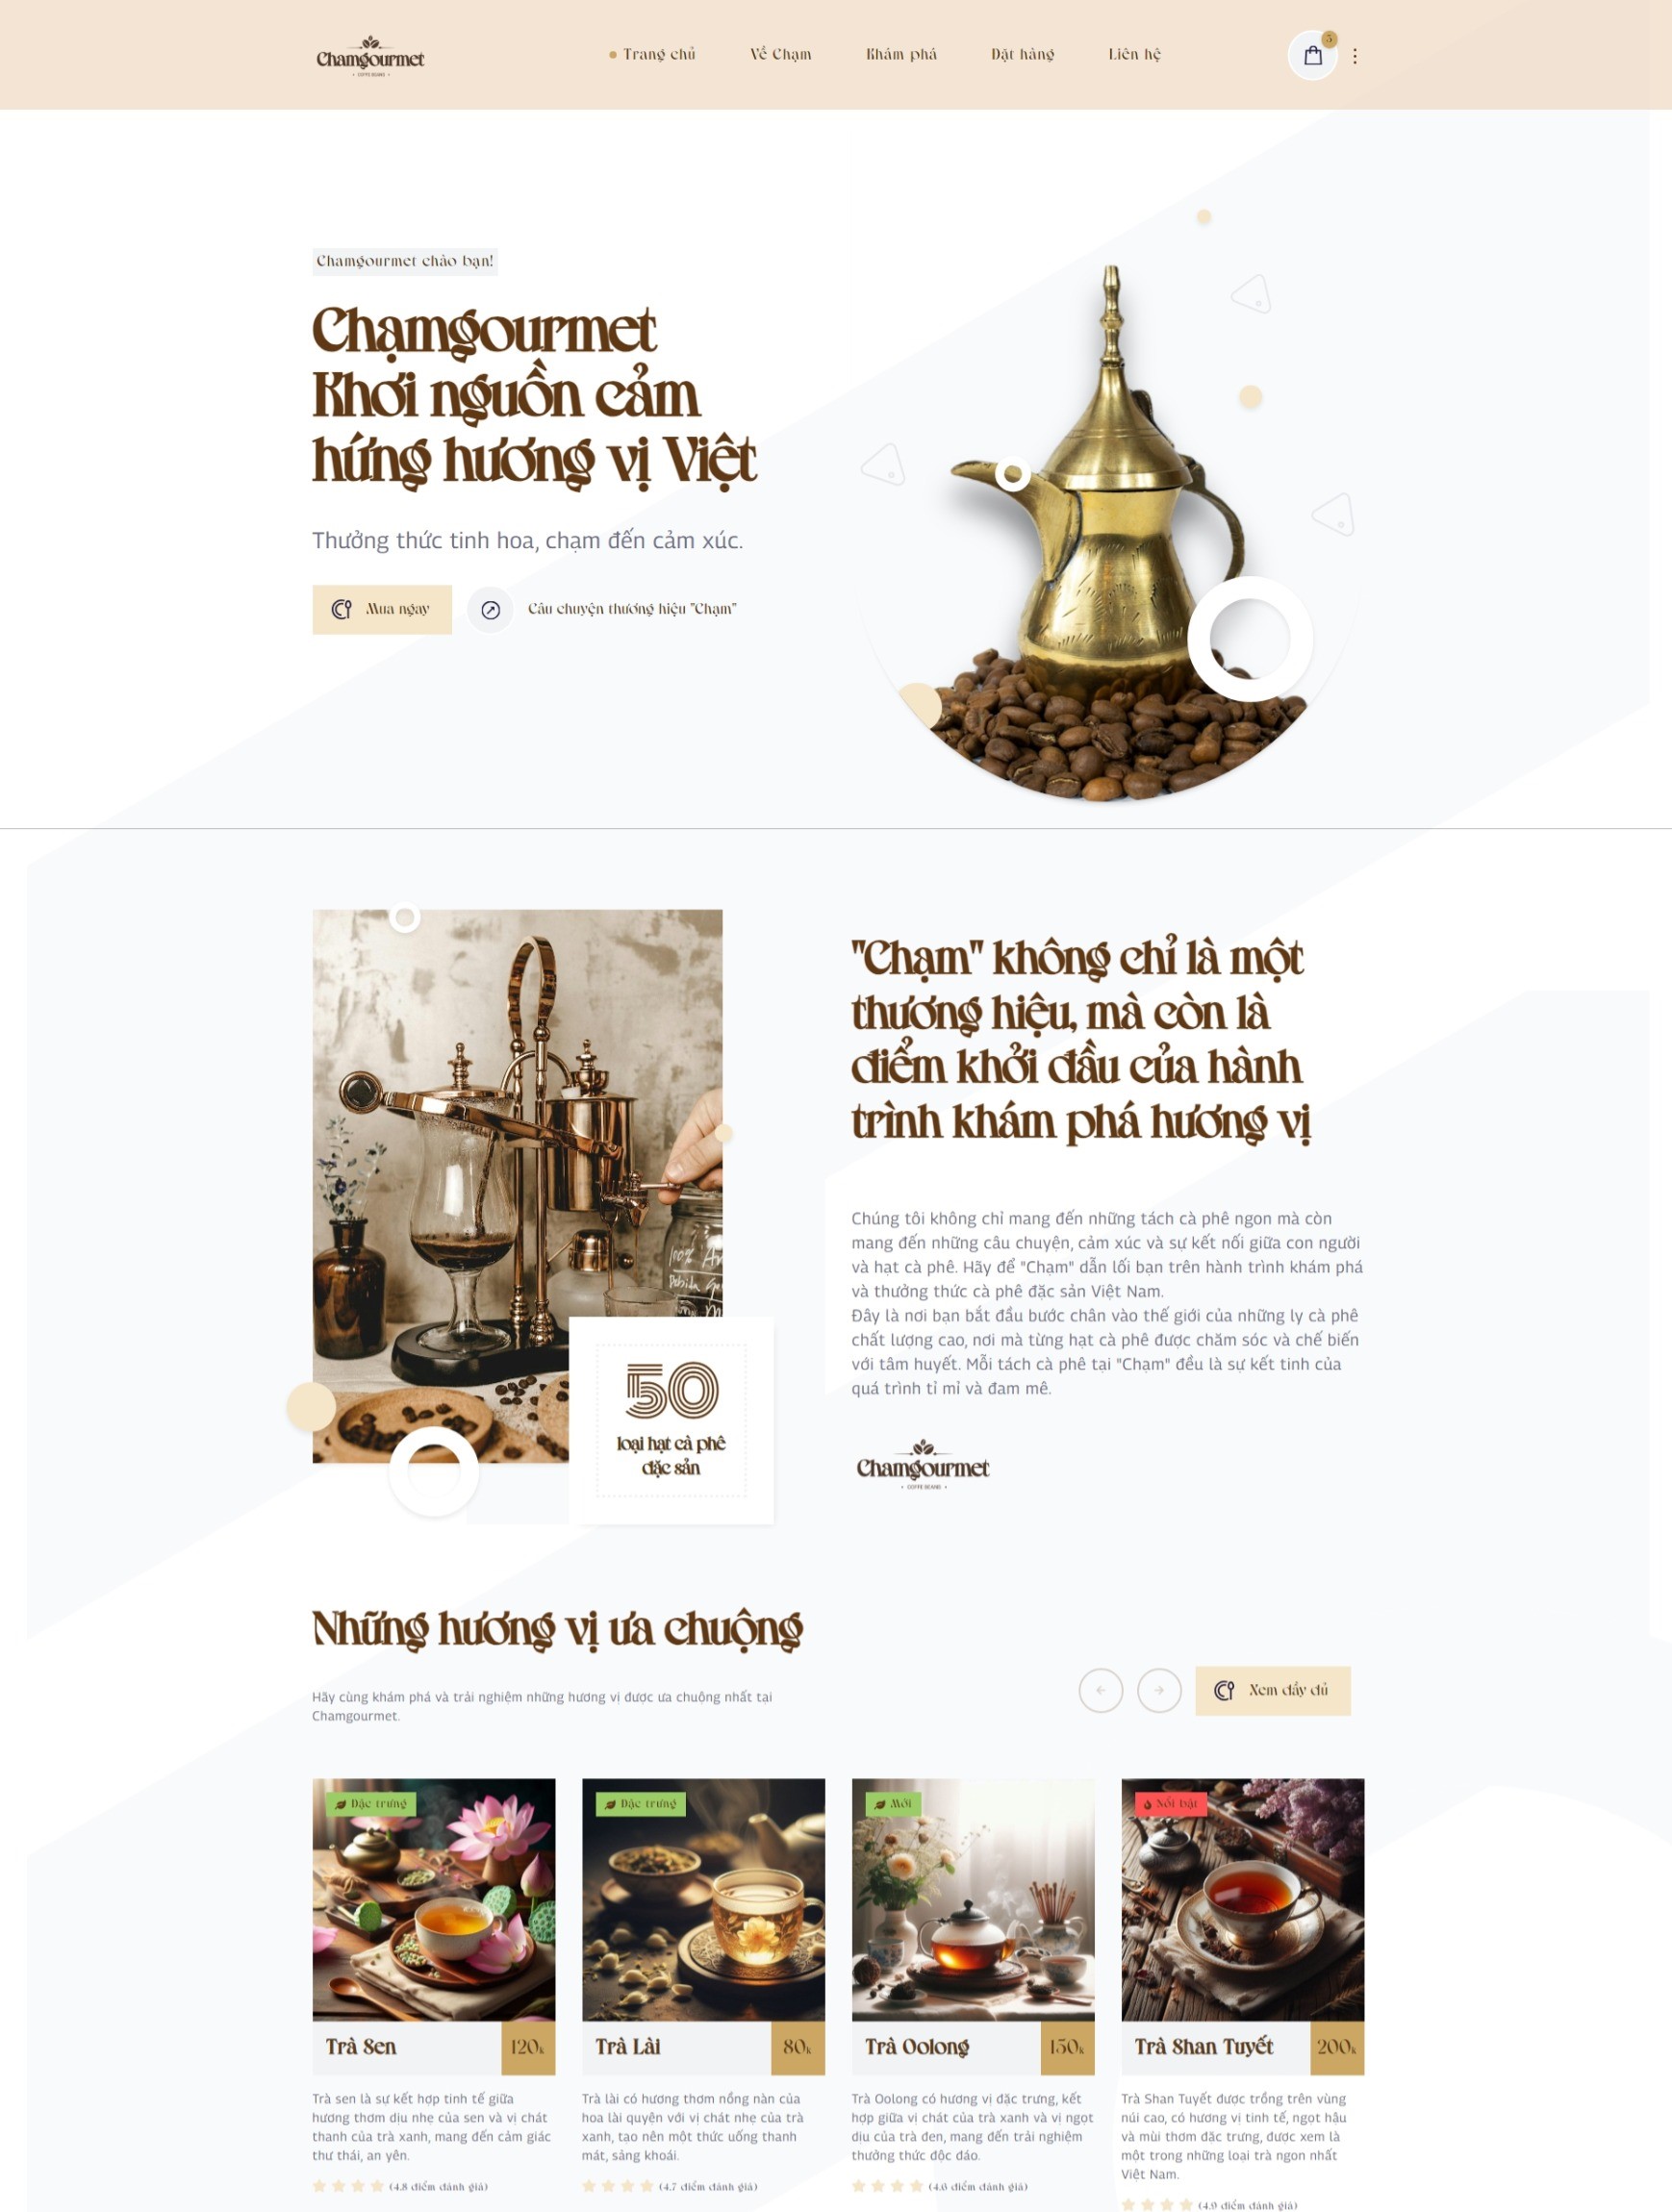 Chamgourmet
COFFE BEANS
Trang chủ
Về Chạm
Khám phá
Đặt hàng
Liên hệ
5
Chamgourmet chào bạn!
Chạmgourmet
Khơi nguồn cảm
hứng hương vị Việt
Thưởng thức tinh hoa, chạm đến cảm xúc.
Mua ngay
Câu chuyện thương hiệu "Chạm"
"Chạm" không chỉ là một
thương hiệu, mà còn là
điểm khởi đầu của hành
trình khám phá hương vị
Chúng tôi không chỉ mang đến những tách cà phê ngon mà còn
mang đến những câu chuyện, cảm xúc và sự kết nối giữa con người
và hạt cà phê. Hãy để "Chạm" dẫn lối bạn trên hành trình khám phá
và thưởng thức cà phê đặc sản Việt Nam.
Đây là nơi bạn bắt đầu bước chân vào thế giới của những ly cà phê
chất lượng cao, nơi mà từng hạt cà phê được chăm sóc và chế biến
với tâm huyết. Mỗi tách cà phê tại "Chạm" đều là sự kết tinh của
quá trình tỉ mỉ và đam mê.
100%
50
loại hạt cà phê
đặc sản
Chamgourmet
COFFE BEANS
Những hương vị ưa chuộng
Hãy cùng khám phá và trải nghiệm những hương vị được ưa chuộng nhất tại
Chamgourmet.
Xem đầy đủ
Đặc trưng
Trà Sen
120k
Trà sen là sự kết hợp tinh tế giữa
hương thơm dịu nhẹ của sen và vị chát
thanh của trà xanh, mang đến cảm giác
thư thái, an yên.
(4.8 điểm đánh giá)
Đặc trưng
Trà Lài
80k
Trà lài có hương thơm nồng nàn của
hoa lài quyện với vị chát nhẹ của trà
xanh, tạo nên một thức uống thanh
mát, sảng khoái.
(4.7 điểm đánh giá)
Mới
Trà Oolong
150k
Trà Oolong có hương vị đặc trưng, kết
hợp giữa vị chát của trà xanh và vị ngọt
dịu của trà đen, mang đến trải nghiệm
thưởng thức độc đáo.
(4.6 điểm đánh giá)
Nổi bật
Trà Shan Tuyết
200k
Trà Shan Tuyết được trồng trên vùng
núi cao, có hương vị tinh tế, ngọt hậu
và mùi thơm đặc trưng, được xem là
một trong những loại trà ngon nhất
Việt Nam.
(4.9 điểm đánh giá)